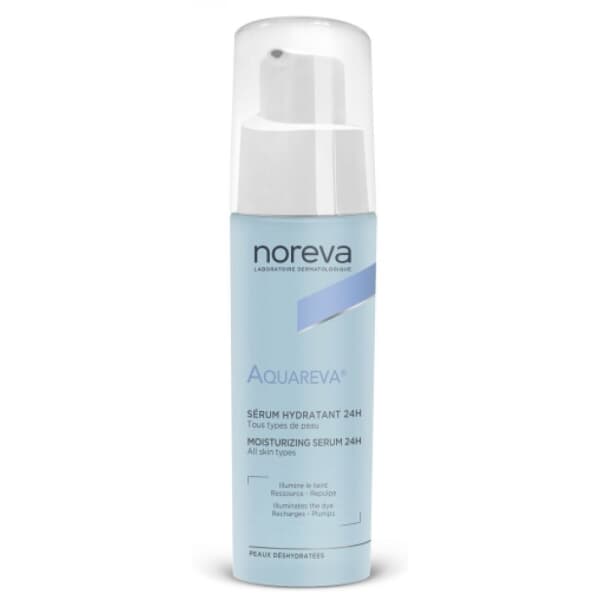 noreva
LABORATOIRE DERMATOLOGIQUE
AQUAREVA®
SÉRUM HYDRATANT 24H
Tous types de peau
MOISTURIZING SERUM 24H
All skin types
Illumine le teint
Ressource - Repulpe
Illuminates the dye
Recharges - Plumps
PEAUX DÉSHYDRATÉES